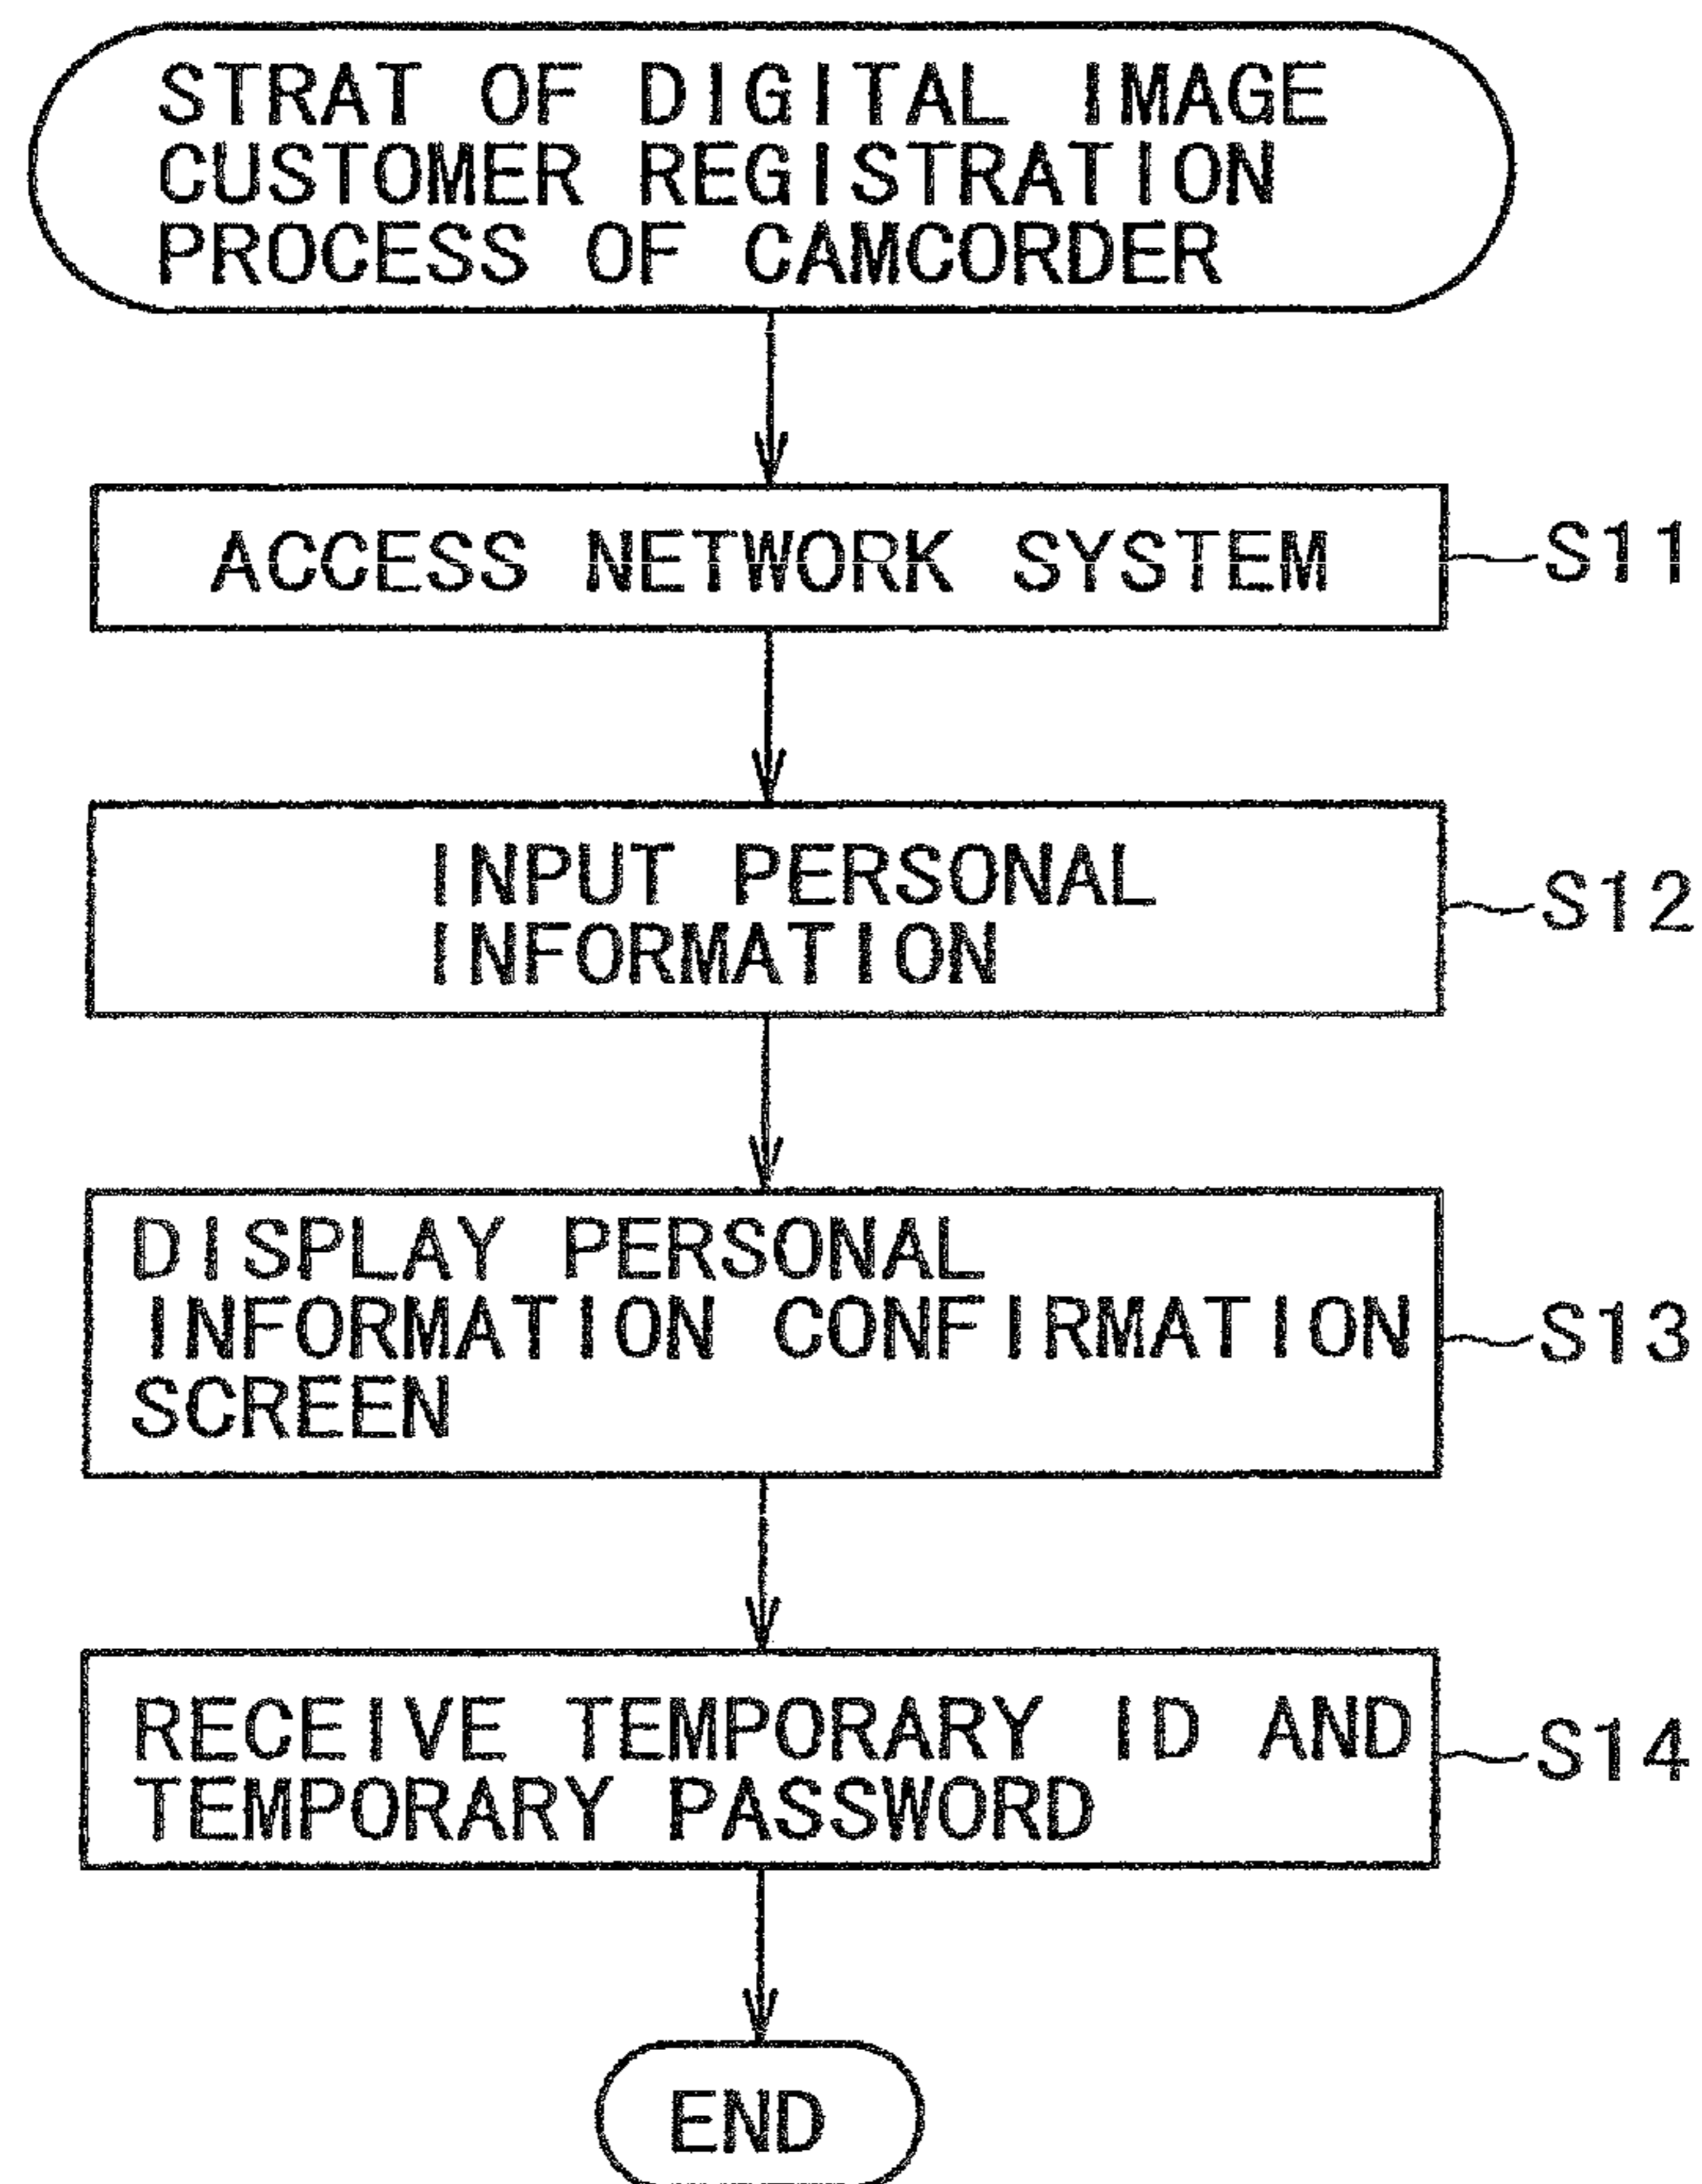 STRAT OF DIGITAL IMAGE
CUSTOMER REGISTRATION
PROCESS OF CAMCORDER
ACCESS NETWORK SYSTEM
S11
INPUT PERSONAL
INFORMATION
S12
DISPLAY PERSONAL
INFORMATION CONFIRMATION
SCREEN
S13
RECEIVE TEMPORARY ID AND
TEMPORARY PASSWORD
S14
END